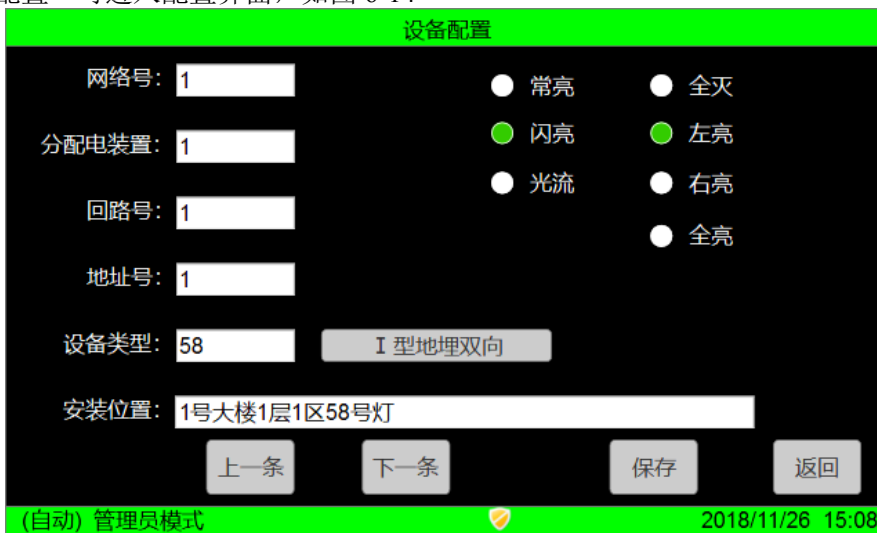 设备配置
网络号： 1
常亮 全灭
分配电装置： 1
闪亮 左亮
回路号： 1
光流 右亮
全亮
地址号： 1
设备类型： 58 I 型地埋双向
安装位置： 1号大楼1层1区58号灯
上一条 下一条 保存 返回
(自动) 管理员模式 2018/11/26 15:08